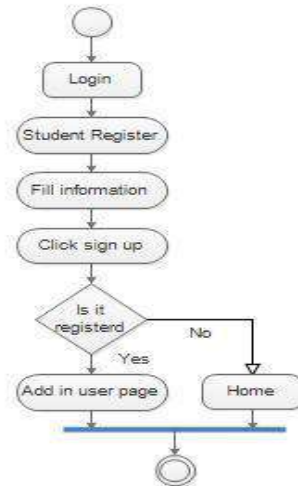 Login
Student Register
Fill information
Click sign up
Is it
registerd
No
Yes
Add in user page
Home